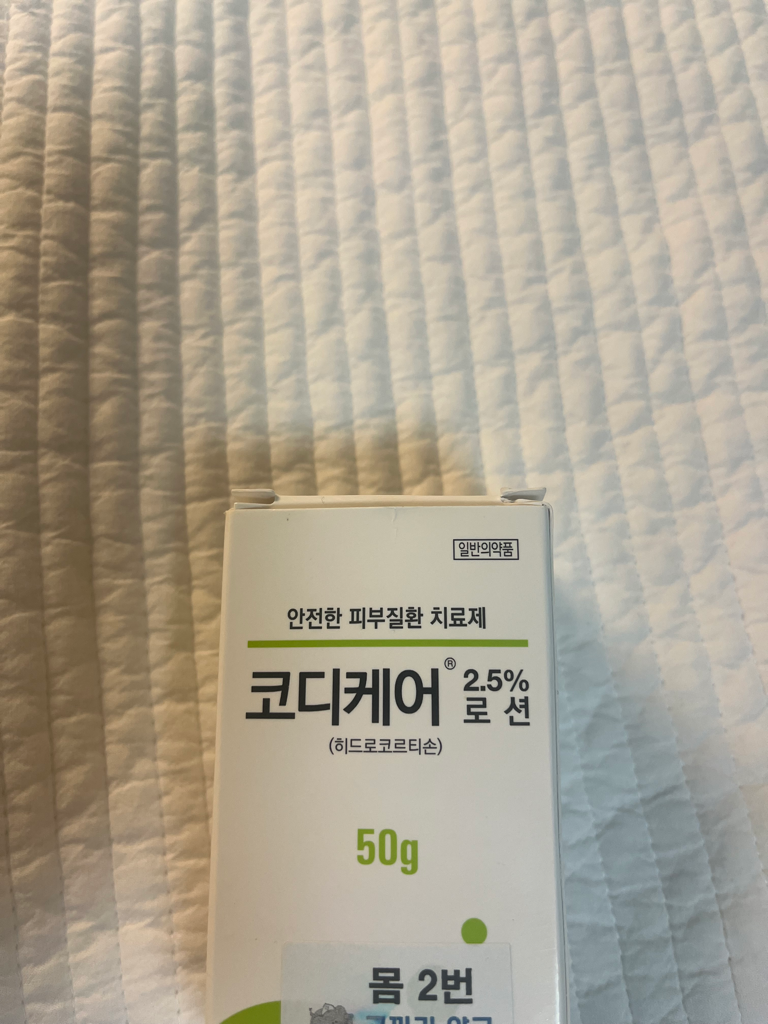 일반의약품
안전한 피부질환 치료제
코디케어® 2.5% 로션
(히드로코르티손)
50g
몸 2번